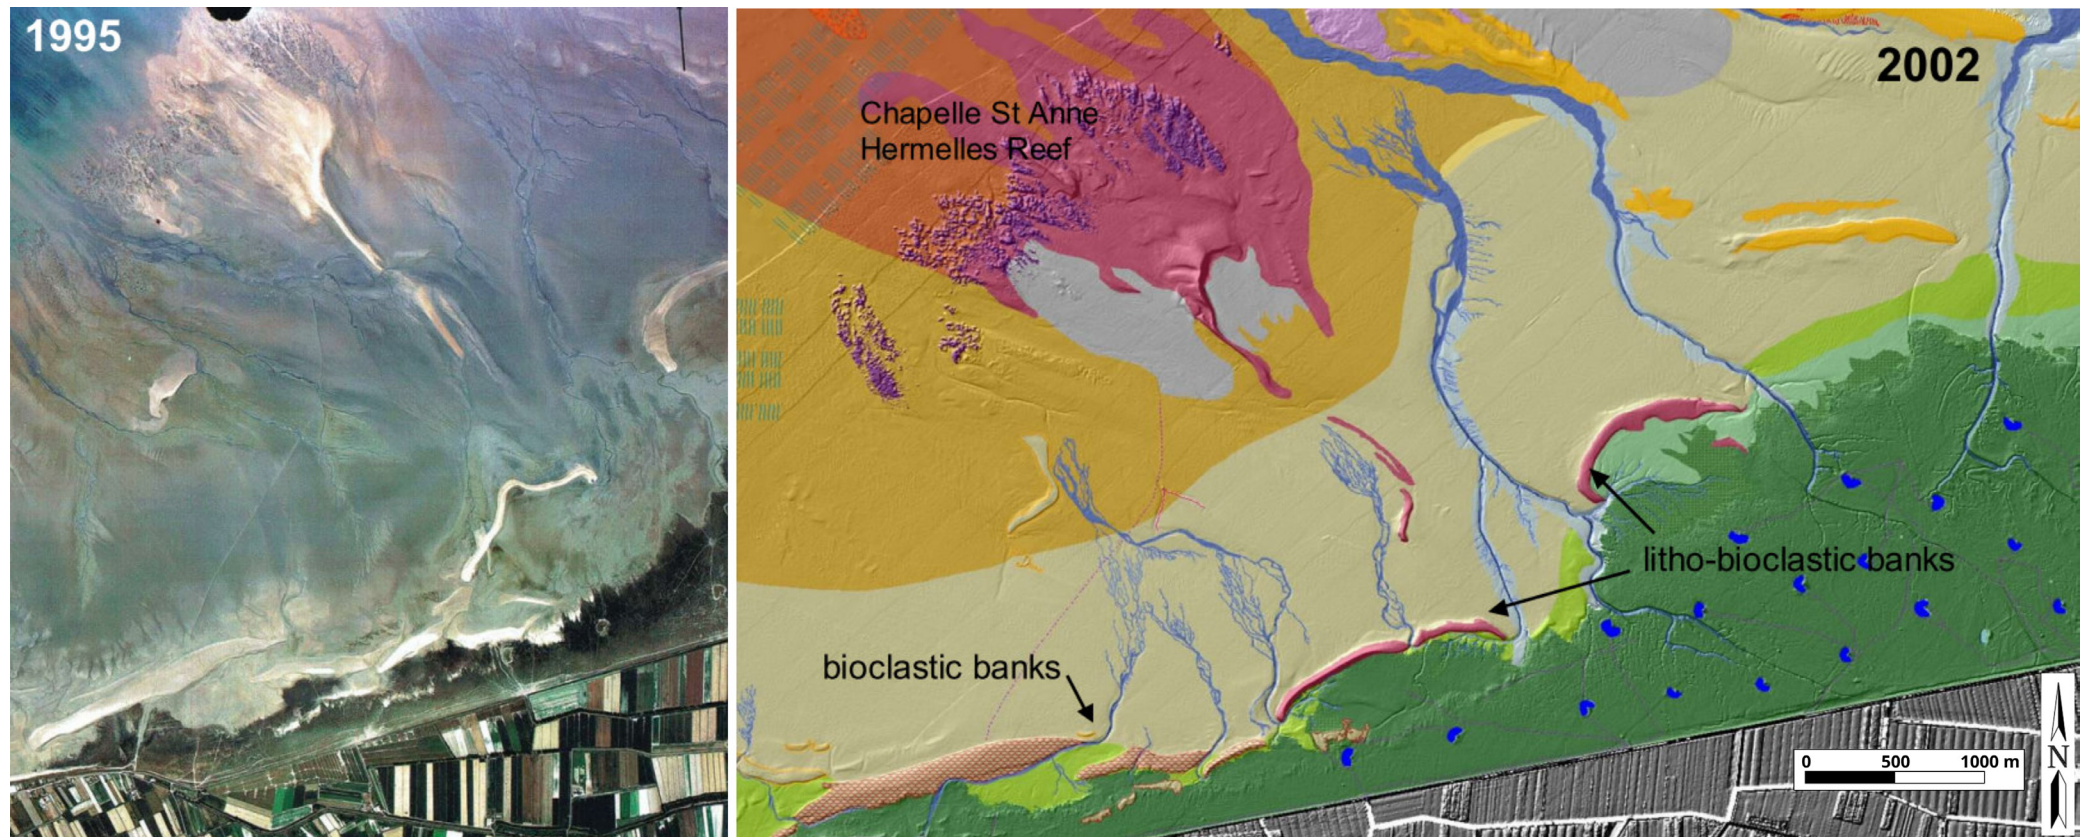 1995
2002
Chapelle St Anne
Hermelles Reef
litho-bioclastic banks
bioclastic banks
0 500 1000 m
N